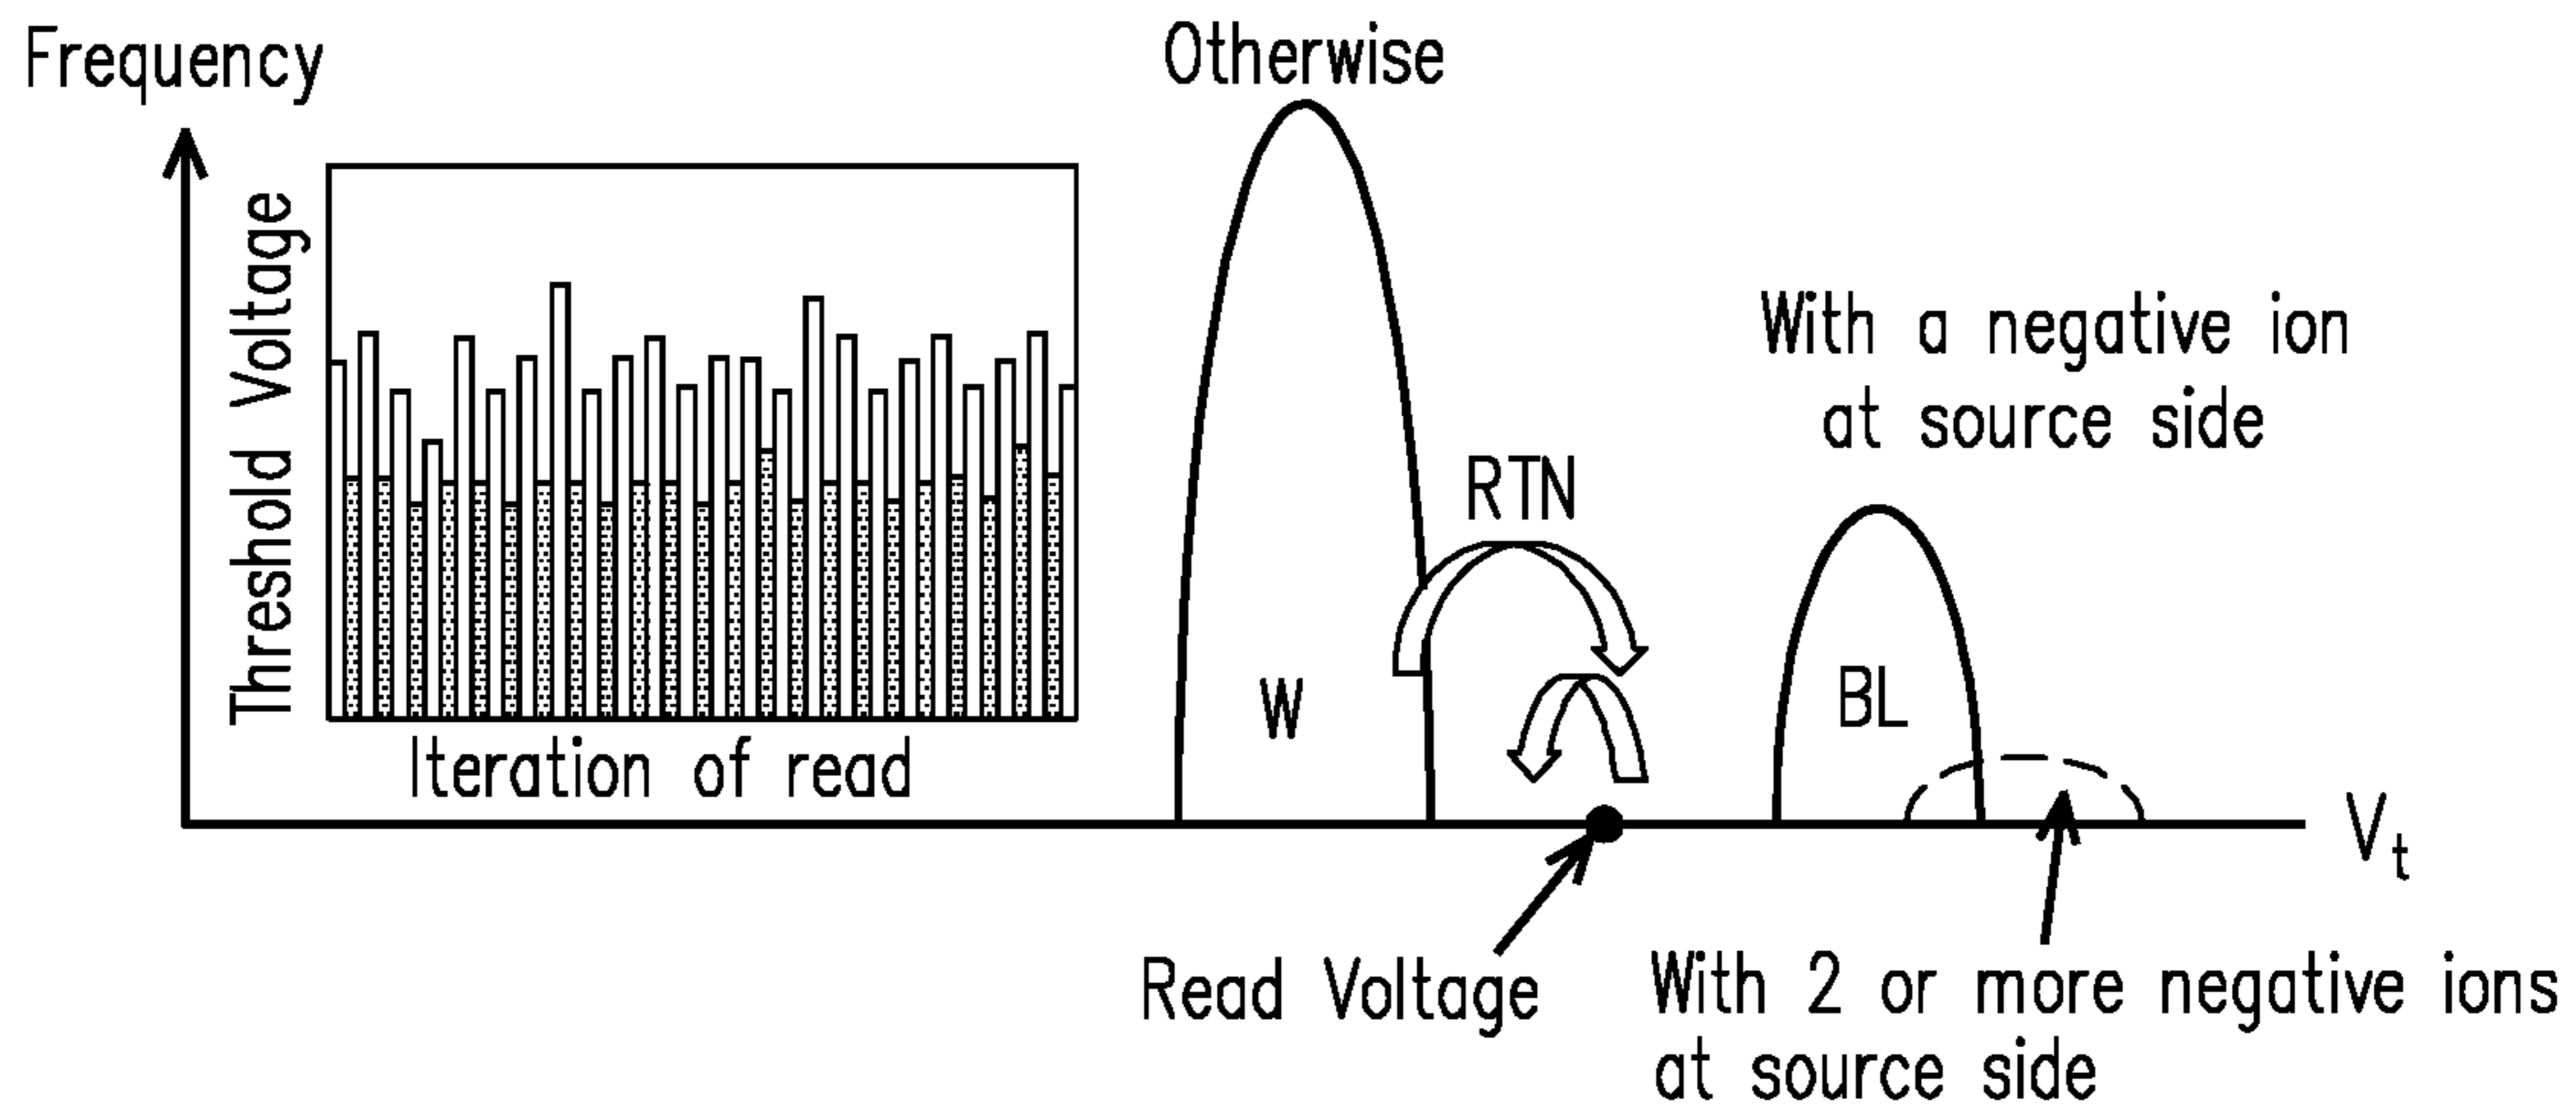 Frequency
Otherwise
Threshold Voltage
With a negative ion
at source side
RTN
W
BL
Iteration of read
Vt
Read Voltage
With 2 or more negative ions
at source side